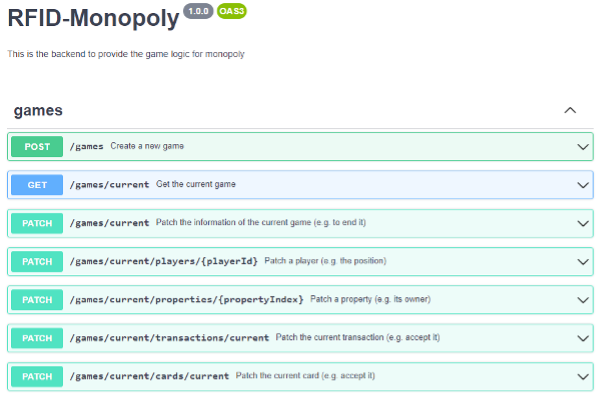 RFID-Monopoly 1.0.0 OAS3
This is the backend to provide the game logic for monopoly
games
POST /games Create a new game
GET /games/current Get the current game
PATCH /games/current Patch the information of the current game (e.g. to end it)
PATCH /games/current/players/{playerId} Patch a player (e.g. the position)
PATCH /games/current/properties/{propertyIndex} Patch a property (e.g. its owner)
PATCH /games/current/transactions/current Patch the current transaction (e.g. accept it)
PATCH /games/current/cards/current Patch the current card (e.g. accept it)